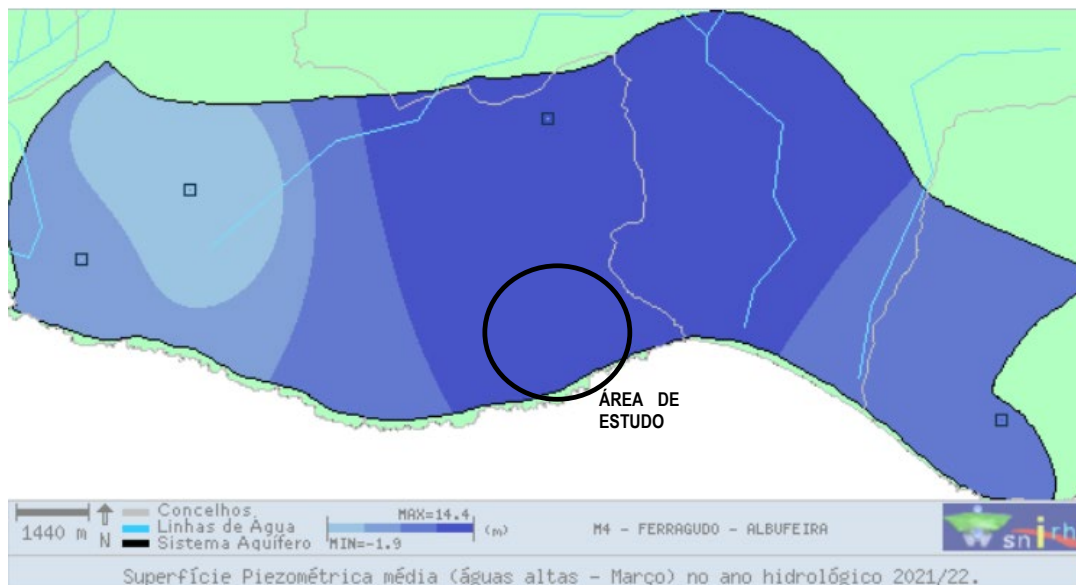 ÁREA DE
ESTUDO
Concelhos
Linhas de Água
Sistema Aquífero
1440 m
N
MAX=14.4
MIN=-1.9
(m)
M4 - FERRAGUDO - ALBUFEIRA
snirh
Superfície Piezométrica média (águas altas - Março) no ano hidrológico 2021/22.